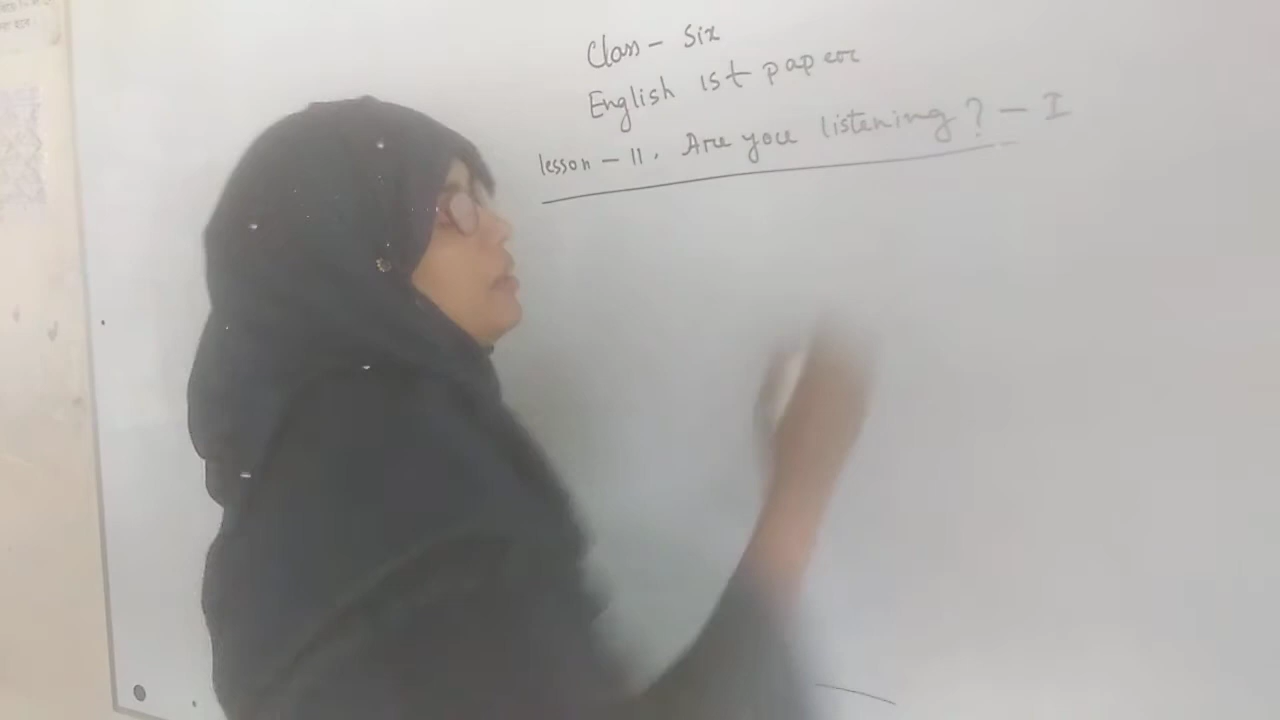 Class - Six
English 1st paper
lesson - 11. Are you listening? - I